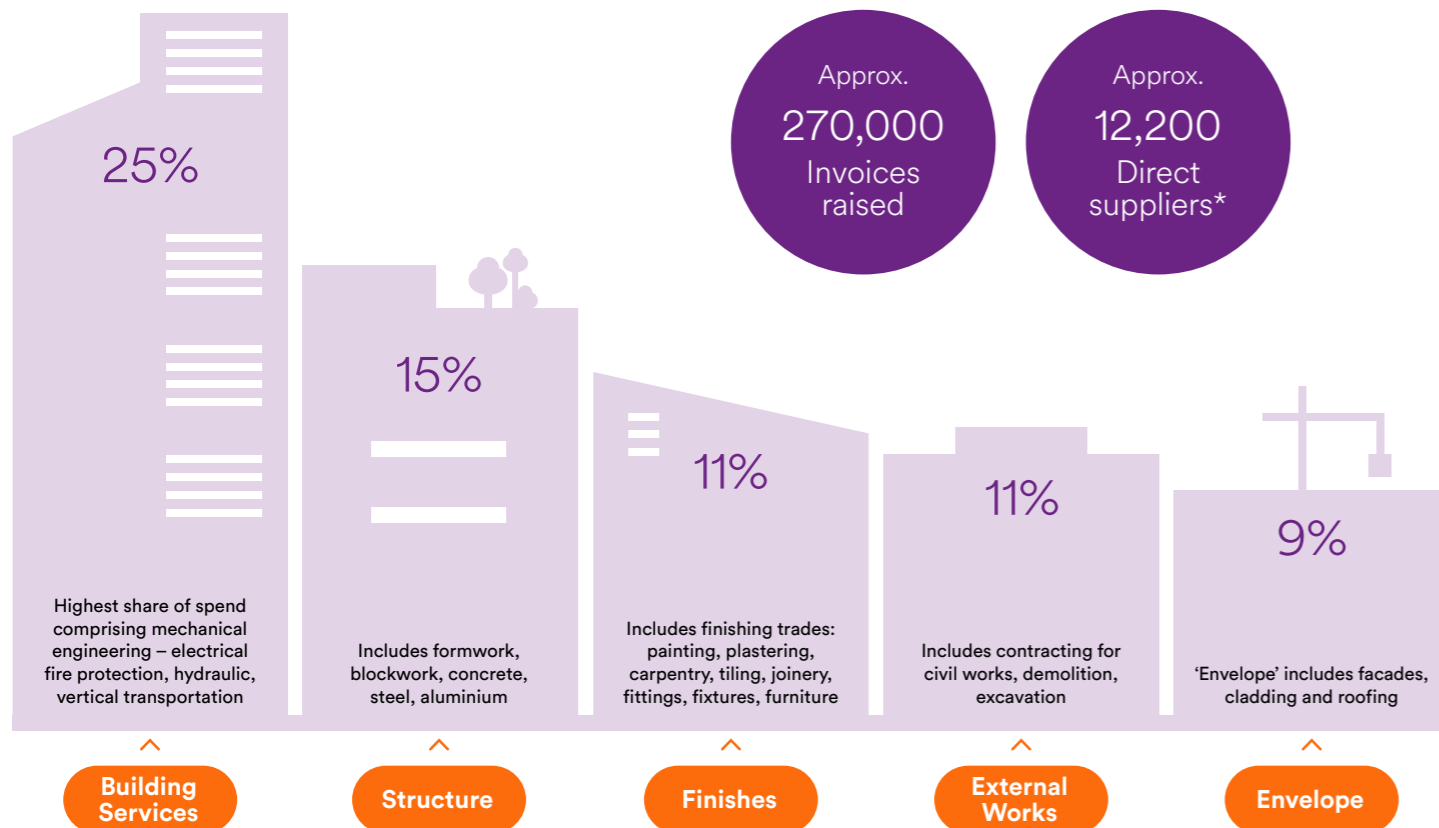 Approx.
270,000
Invoices
raised
Approx.
12,200
Direct
suppliers*
25%
Highest share of spend
comprising mechanical
engineering – electrical
fire protection, hydraulic,
vertical transportation
Building
Services
15%
Includes formwork,
blockwork, concrete,
steel, aluminium
Structure
11%
Includes finishing trades:
painting, plastering,
carpentry, tiling, joinery,
fittings, fixtures, furniture
Finishes
11%
Includes contracting for
civil works, demolition,
excavation
External
Works
9%
‘Envelope’ includes facades,
cladding and roofing
Envelope